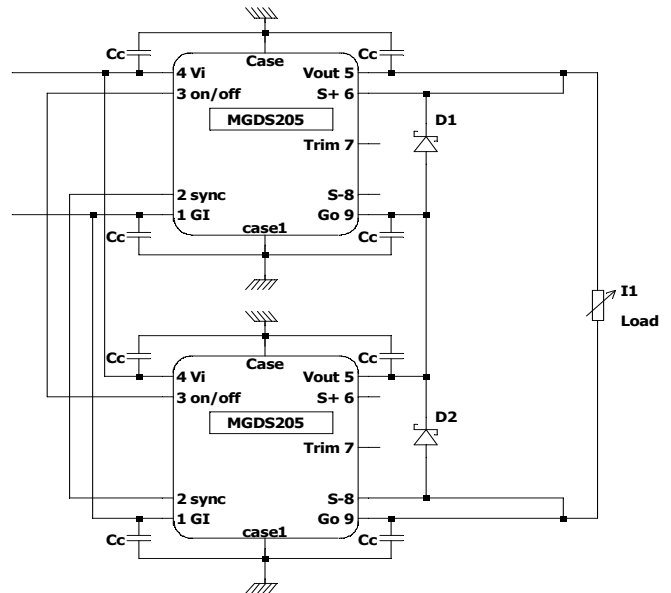 Cc
Cc
Case
4 Vi
Vout 5
3 on/off
S+ 6
MGDS205
D1
Trim 7
2 sync
S-8
1 GI
Go 9
Cc
case1
Cc
I1
Load
Cc
Cc
Case
4 Vi
Vout 5
3 on/off
S+ 6
MGDS205
D2
Trim 7
2 sync
S-8
1 GI
Go 9
Cc
case1
Cc